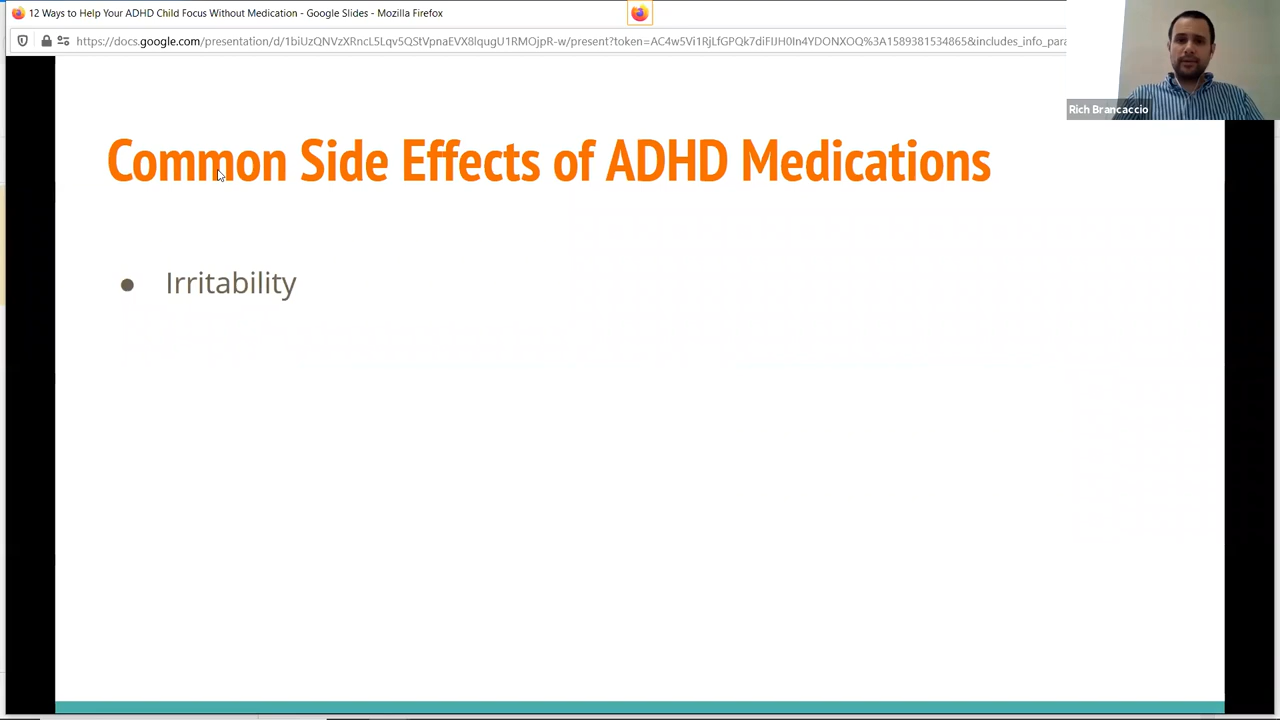 12 Ways to Help Your ADHD Child Focus Without Medication - Google Slides - Mozilla Firefox
https://docs.google.com/presentation/d/1biUzQNVzXRncL5Lqv5QStVpnaEVX8lqugU1RMOjpR-w/present?token=AC4w5Vi1RjLfGPQk7diFIJH0In4YDONXOQ%3A1589381534865&includes_info_para
Rich Brancaccio
Common Side Effects of ADHD Medications
● Irritability